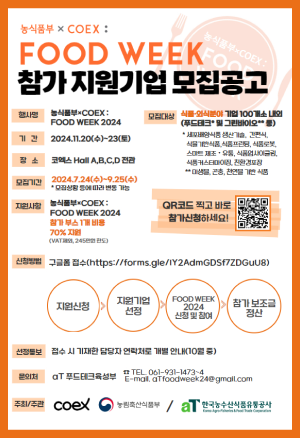 농식품부 × COEX :
FOOD WEEK
참가 지원기업 모집공고
행사명
농식품부×COEX :
FOOD WEEK 2024
기 간
2024.11.20(수)~23(토)
장 소
코엑스 Hall A,B,C,D 전관
모집기간
2024.7.24(수)~9.25(수)
* 모집상황 등에 따라 변동 가능
지원사항
농식품부×COEX :
FOOD WEEK 2024
참가 부스 1개 비용
70% 지원
(VAT제외, 245만원 한도)
모집대상
식품·외식분야 기업 100개소 내외
(푸드테크* 및 그린바이오** 등)
* 세포배양식품 생산기술, 간편식,
식물기반식품, 식품프린팅, 식품로봇,
스마트 제조·유통, 식품업사이클링,
식품커스터마이징, 친환경포장
** 미생물, 곤충, 천연물 기반 식품
QR코드 찍고 바로
참가신청하세요!
신청방법
구글폼 접수(https://forms.gle/1Y2AdmGDSf7ZDGuU8)
지원신청
지원기업
선정
FOOD WEEK
2024
신청 및 참여
참가 보조금
정산
선정통보
접수 시 기재한 담당자 연락처로 개별 안내(10월 중)
문의처
aT 푸드테크육성부
☎ TEL. 061-931-1473~4
E-mail. aTfoodweek24@gmail.com
주최/주관
coex
농림축산식품부
aT 한국농수산식품유통공사
Korea Agro-Fisheries & Food Trade Corporation